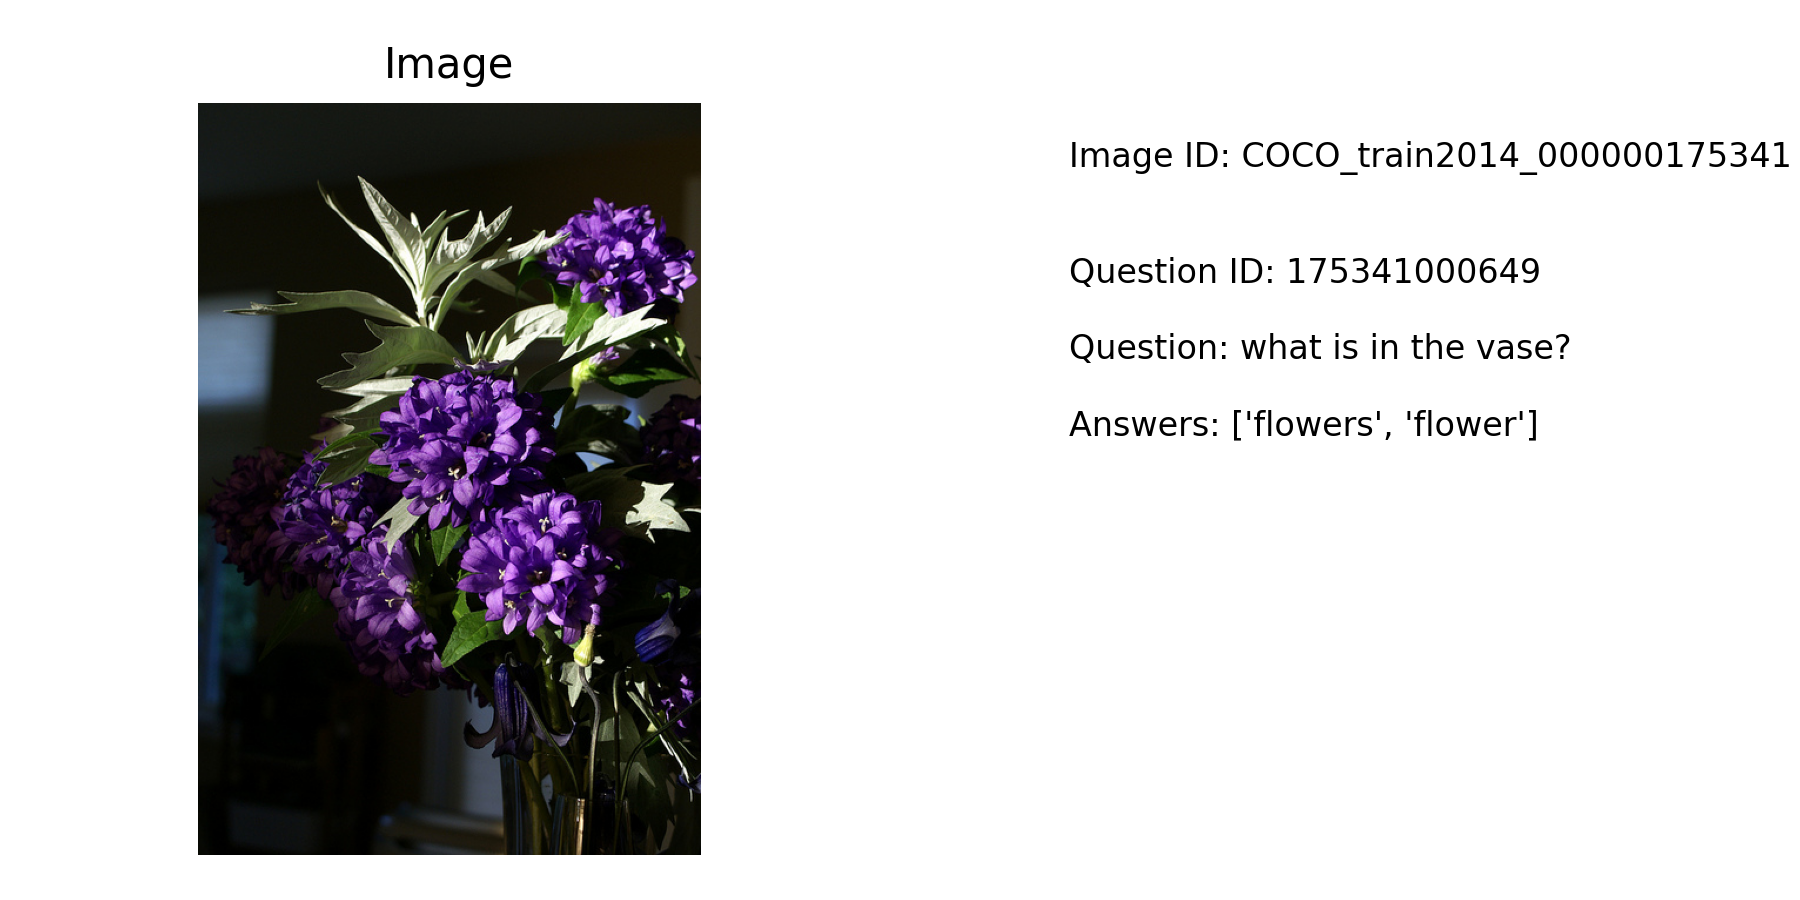 Image
Image ID: COCO_train2014_000000175341
Question ID: 175341000649
Question: what is in the vase?
Answers: ['flowers', 'flower']